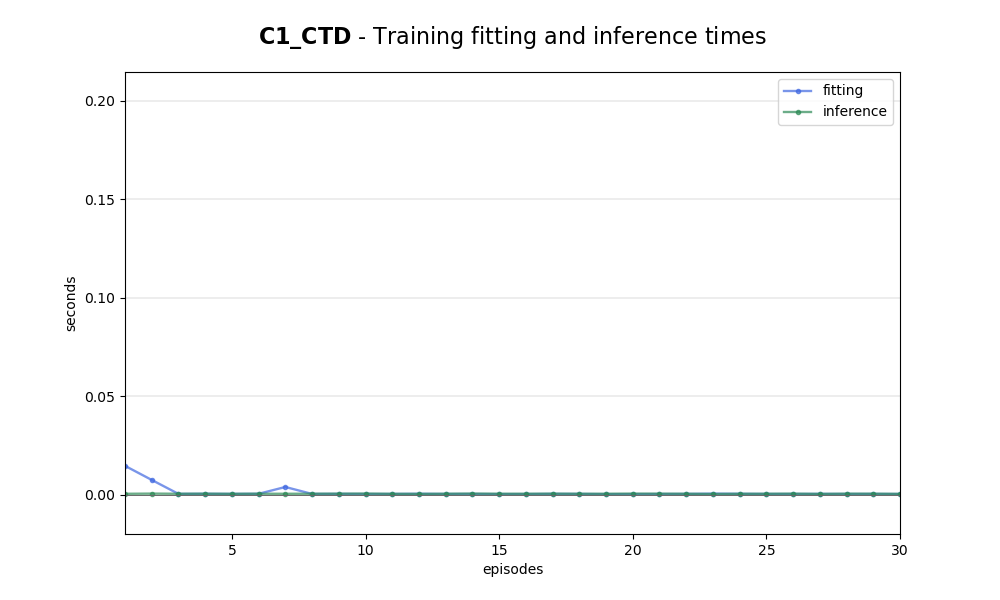 C1_CTD - Training fitting and inference times
fitting
inference
0.20
0.15
0.10
0.05
0.00
seconds
5
10
15
20
25
30
episodes